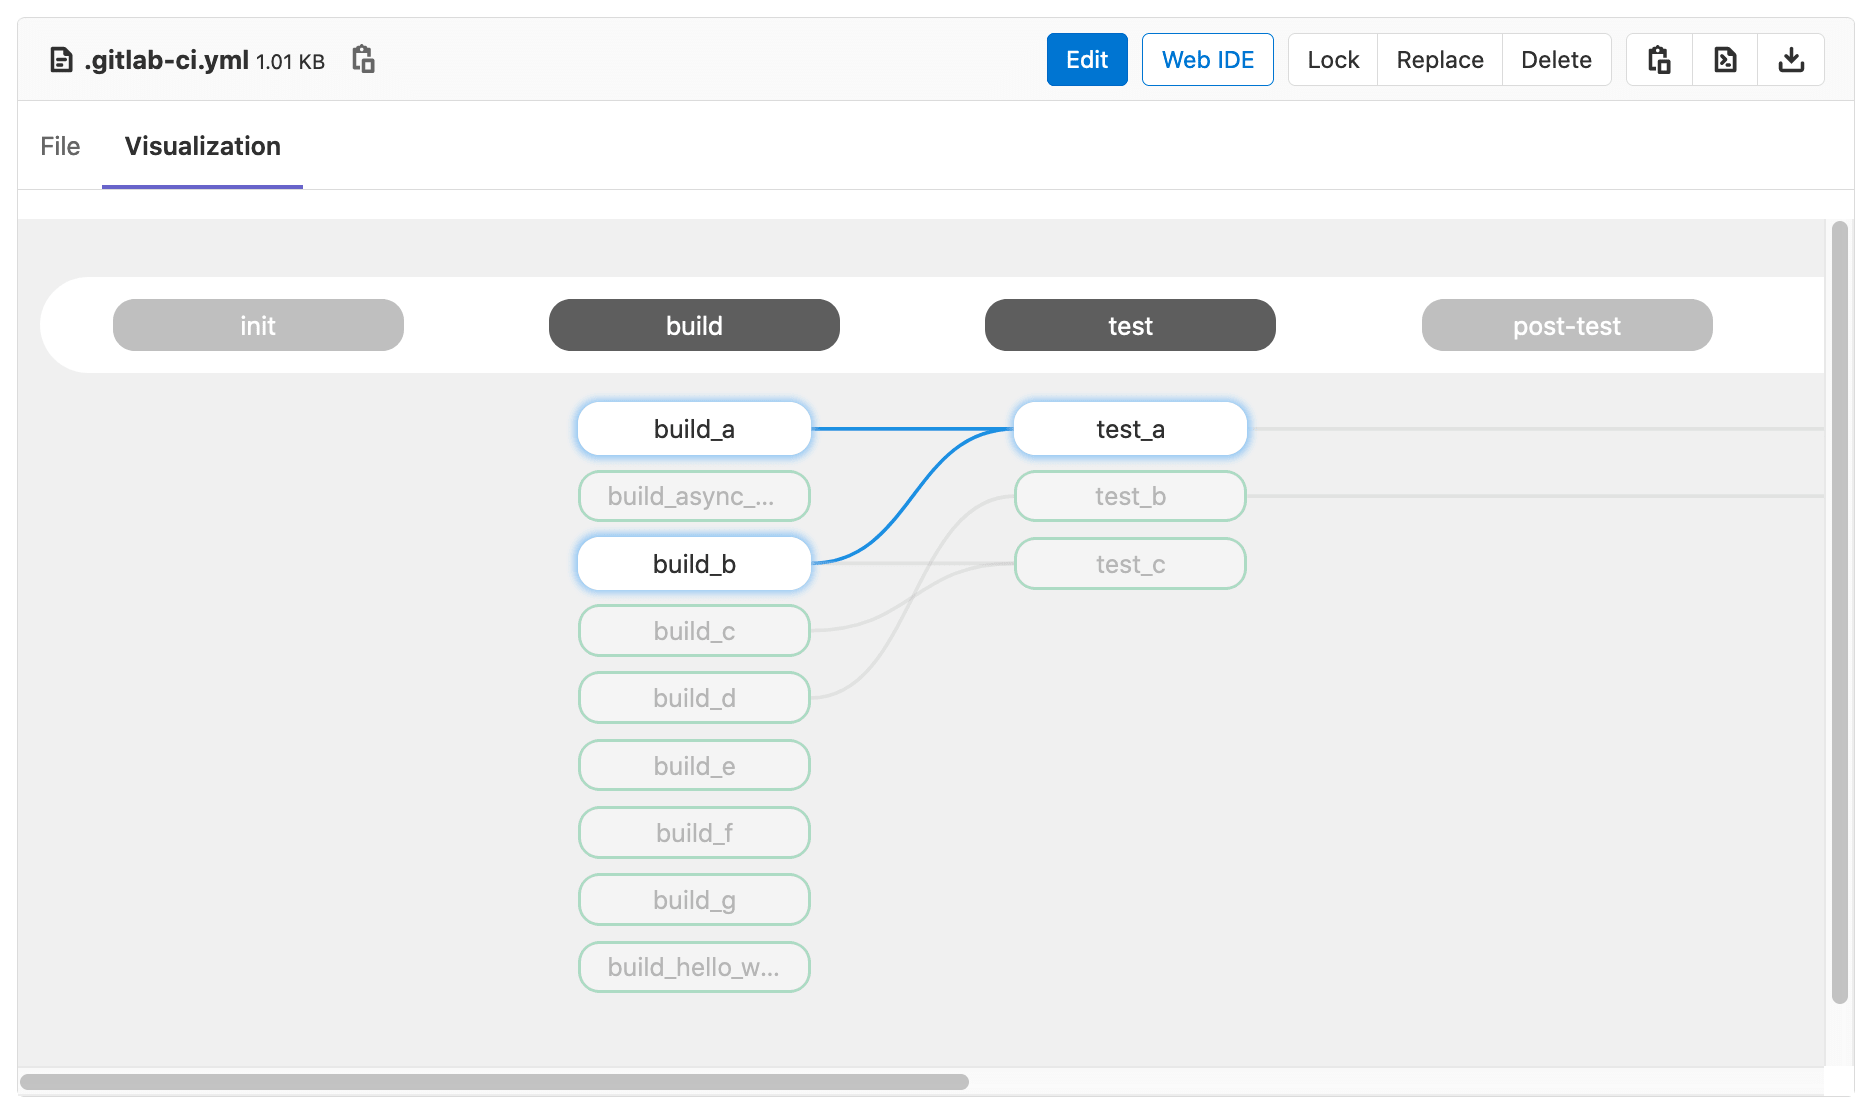 .gitlab-ci.yml 1.01 KB Edit Web IDE Lock Replace Delete
File Visualization
init build test post-test
build_a test_a
build_async_... test_b
build_b test_c
build_c
build_d
build_e
build_f
build_g
build_hello_w...